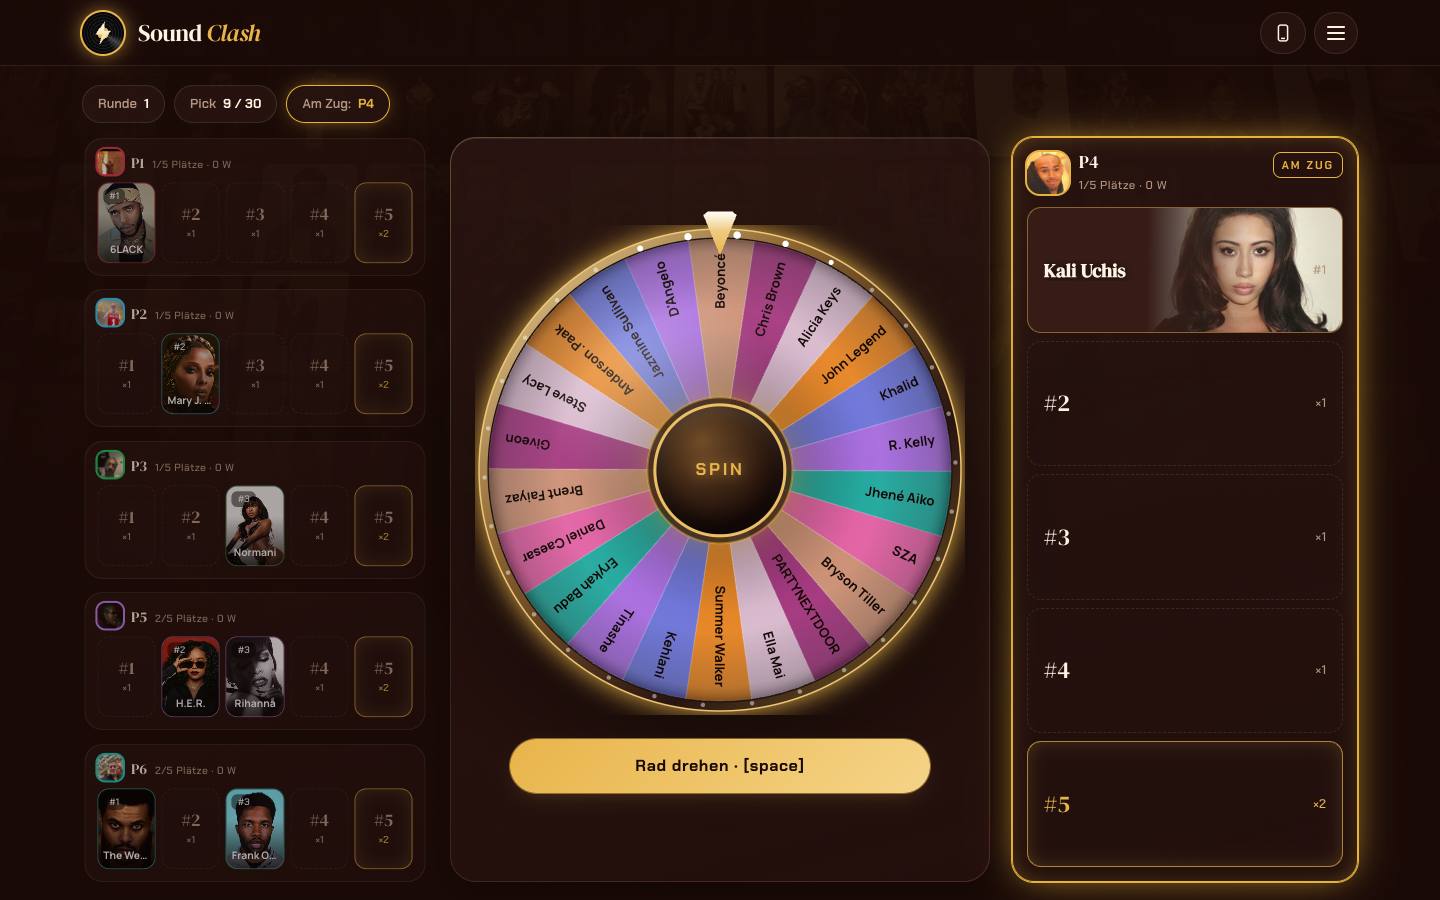 Sound Clash
Runde 1
Pick 9 / 30
Am Zug: P4
P1 1/5 Plätze · 0 W
#1
6LACK
#2
×1
#3
×1
#4
×1
#5
×2
P2 1/5 Plätze · 0 W
#1
×1
#2
Mary J. ...
#3
×1
#4
×1
#5
×2
P3 1/5 Plätze · 0 W
#1
×1
#2
×1
#3
Normani
#4
×1
#5
×2
P5 2/5 Plätze · 0 W
#1
×1
#2
H.E.R.
#3
Rihanna
#4
×1
#5
×2
P6 2/5 Plätze · 0 W
#1
The We...
#2
×1
#3
Frank O...
#4
×1
#5
×2
Beyoncé
Chris Brown
Alicia Keys
John Legend
Khalid
R. Kelly
Jhené Aiko
SZA
Bryson Tiller
PARTYNEXTDOOR
Ella Mai
Summer Walker
Kehlani
Tinashe
Erykah Badu
Daniel Caesar
Brent Faiyaz
Giveon
Steve Lacy
Anderson .Paak
Jazmine Sullivan
D'Angelo
SPIN
Rad drehen · [space]
P4
1/5 Plätze · 0 W
AM ZUG
Kali Uchis
#1
#2
×1
#3
×1
#4
×1
#5
×2